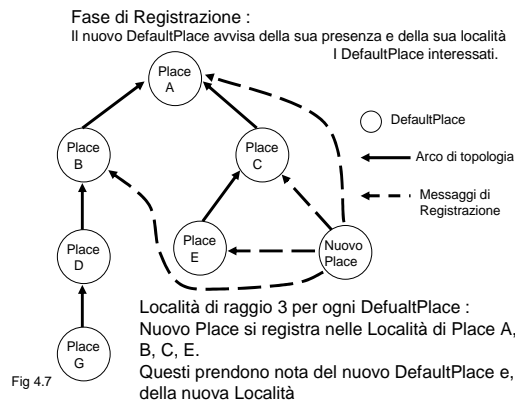 Fase di Registrazione :
Il nuovo DefaultPlace avvisa della sua presenza e della sua località
I DefaultPlace interessati.
Place
A
DefaultPlace
Place
B
Place
C
Arco di topologia
Messaggi di
Registrazione
Place
D
Place
E
Nuovo
Place
Place
G
Località di raggio 3 per ogni DefualtPlace :
Nuovo Place si registra nelle Località di Place A,
B, C, E.
Questi prendono nota del nuovo DefaultPlace e,
della nuova Località
Fig 4.7